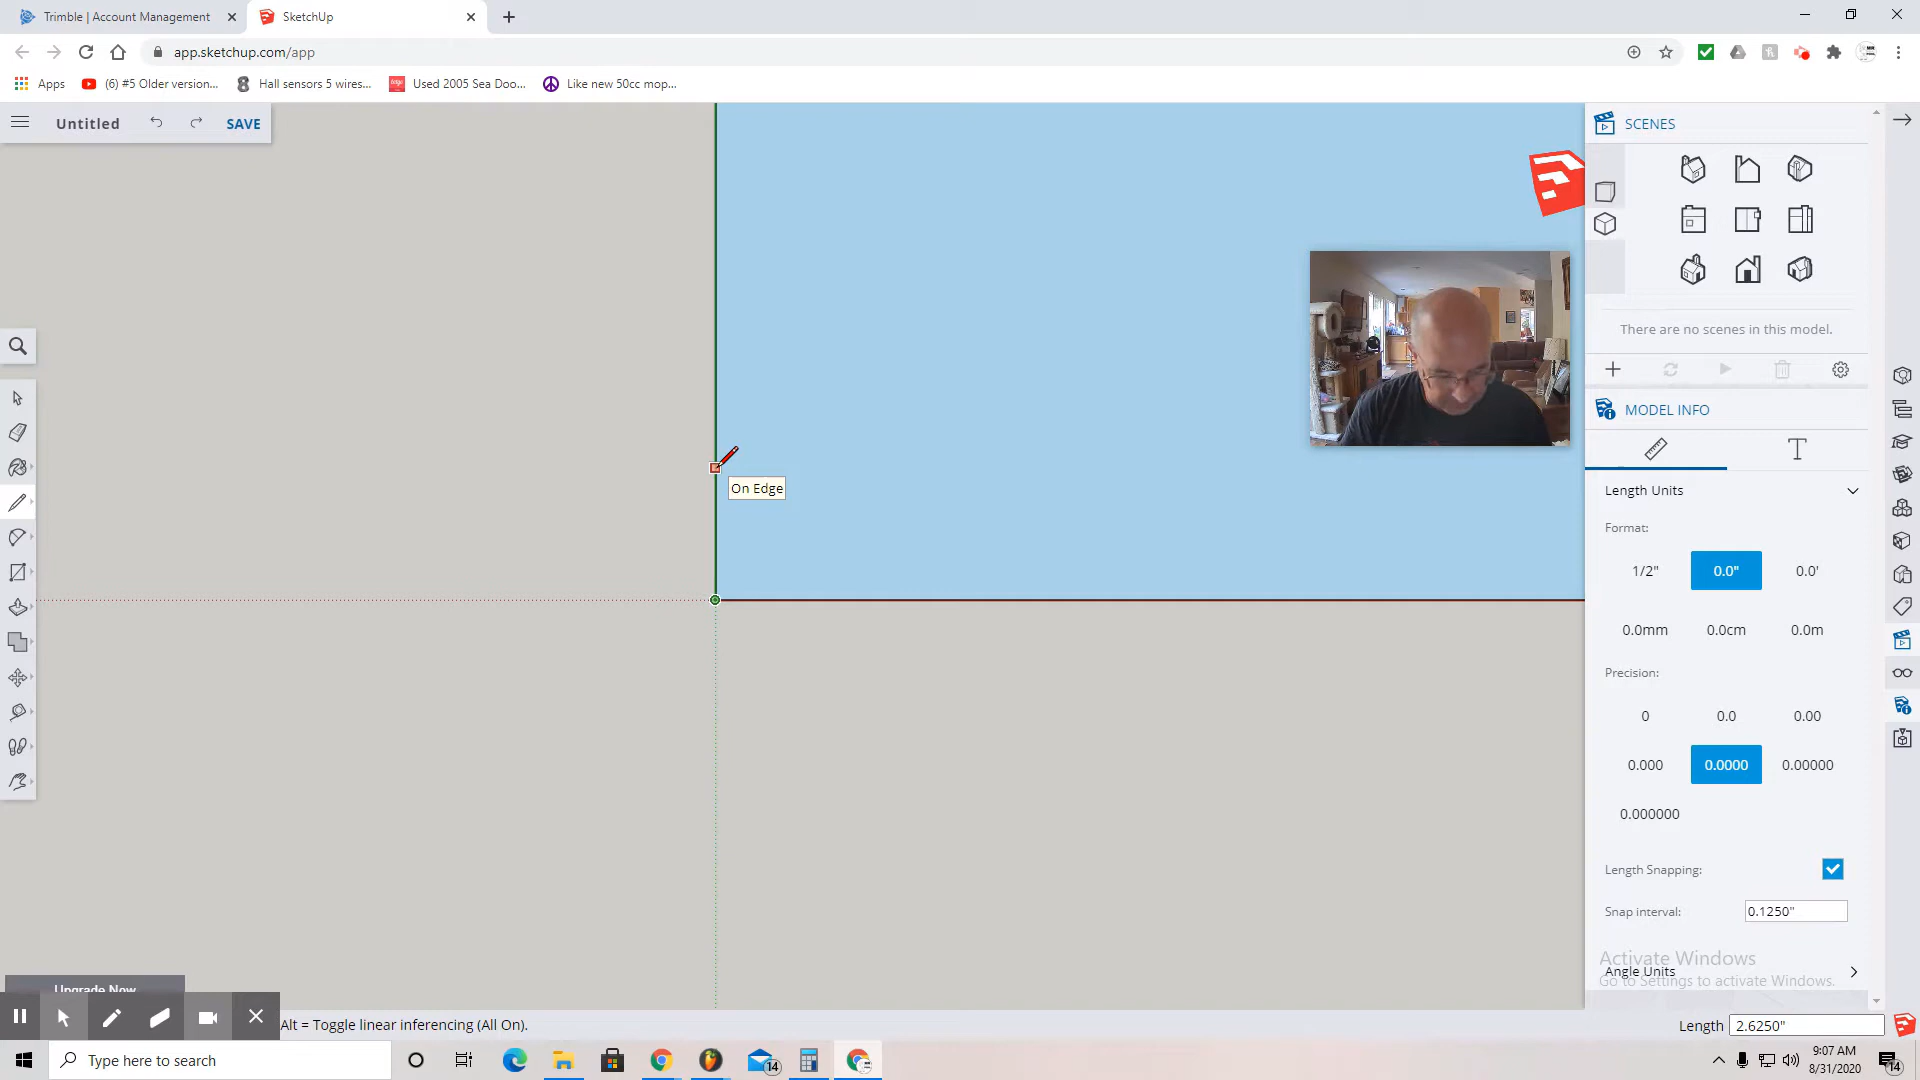 Trimble | Account Management
SketchUp
app.sketchup.com/app
Apps
(6) #5 Older version...
Hall sensors 5 wires...
Used 2005 Sea Doo...
Like new 50cc mop...
Untitled
SAVE
SCENES
There are no scenes in this model.
MODEL INFO
Length Units
Format:
1/2" 0.0" 0.0'
0.0mm 0.0cm 0.0m
Precision:
0 0.0 0.00
0.000 0.0000 0.00000
0.000000
Length Snapping:
Snap interval: 0.1250"
Activate Windows
Angle Units
Go to Settings to activate Windows.
On Edge
Upgrade Now
Alt = Toggle linear inferencing (All On).
Length 2.6250"
Type here to search
14
9:07 AM
8/31/2020
14